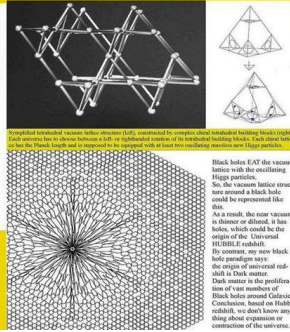 Symplified tetrahedral vacuum lattice structure (left), constructed by complex chiral tetrahedral building blocks (right
Each universe has to choose between a left- or righthanded rotation of its tetrahedral building blocks. Each chiral latti
ce has the Planck length and is supposed to be equipped with at least two oscillating massless new Higgs particles.
Black holes EAT the vacuu
lattice with the oscillating
Higgs particles,
So, the vacuum lattice struc
ture around a black hole
could be represented like
this.
As a result, the near vacuum
is thinner or diluted, it has
holes, which could be the
origin of the Universal
HUBBLE redshift.
By contrast, my new black
hole paradigm says:
the origin of universal red-
shift is Dark matter.
Dark matter is the prolifera
tion of vast numbers of
Black holes around Galaxie
Conclusion, based on Hubb
redshift, we don't know any
thing about expansion or
contraction of the universe.